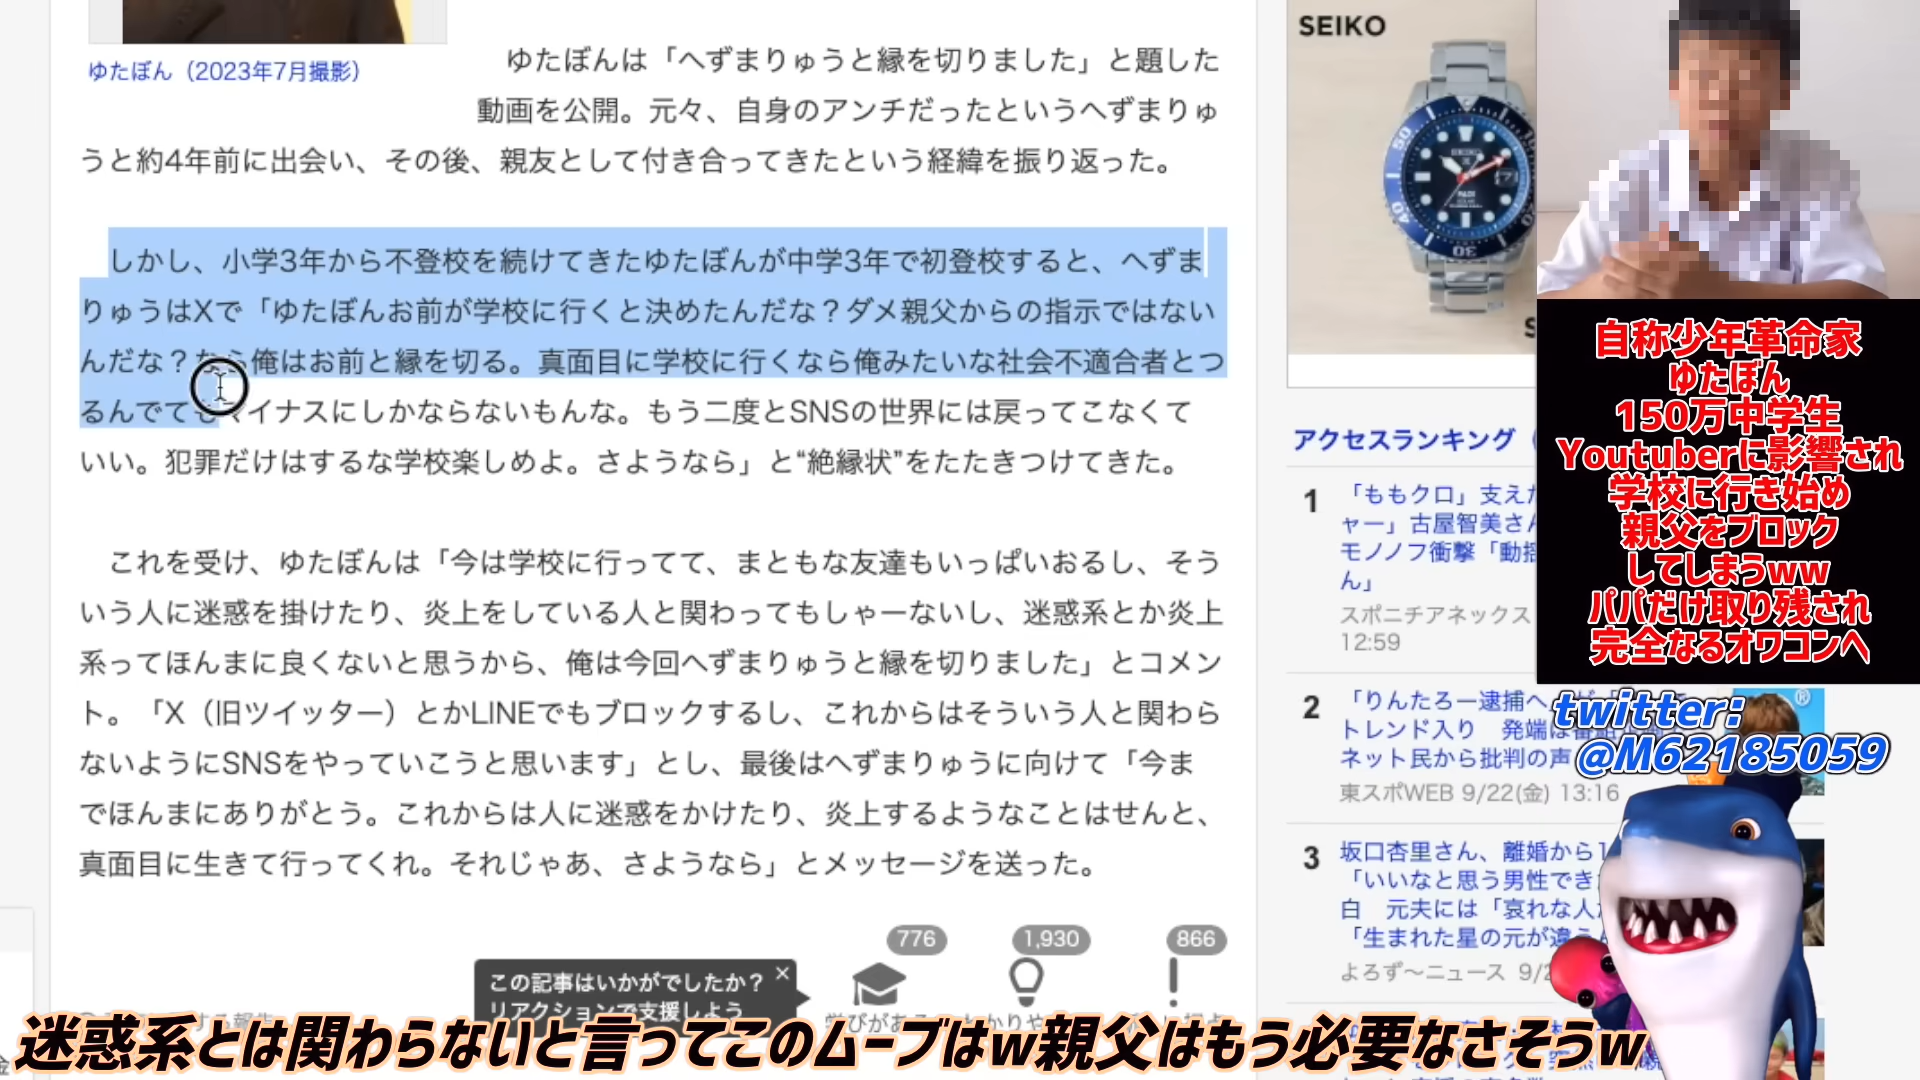 ゆたぼん（2023年7月撮影）
ゆたぼんは「へずまりゅうと縁を切りました」と題した
動画を公開。元々、自身のアンチだったというへずまりゅ
うと約4年前に出会い、その後、親友として付き合ってきたという経緯を振り返った。
しかし、小学3年から不登校を続けてきたゆたぼんが中学3年で初登校すると、へずま
りゅうはXで「ゆたぼんお前が学校に行くと決めたんだな？ダメ親父からの指示ではない
んだな？なら俺はお前と縁を切る。真面目に学校に行くなら俺みたいな社会不適合者とつ
るんでてもマイナスにしかならないもんな。もう二度とSNSの世界には戻ってこなくて
いい。犯罪だけはするな学校楽しめよ。さようなら」と“絶縁状”をたたきつけてきた。
これを受け、ゆたぼんは「今は学校に行ってて、まともな友達もいっぱいおるし、そう
いう人に迷惑を掛けたり、炎上をしている人と関わってもしゃーないし、迷惑系とか炎上
系ってほんまに良くないと思うから、俺は今回へずまりゅうと縁を切りました」とコメン
ト。「X（旧ツイッター）とかLINEでもブロックするし、これからはそういう人と関わら
ないようにSNSをやっていこうと思います」とし、最後はへずまりゅうに向けて「今ま
でほんまにありがとう。これからは人に迷惑をかけたり、炎上するようなことはせんと、
真面目に生きて行ってくれ。それじゃあ、さようなら」とメッセージを送った。
776
1,930
866
この記事はいかがでしたか？ ×
リアクションで支援しよう
SEIKO
アクセスランキング（
1
「ももクロ」支えた
ャー」古屋智美さん
モノノフ衝撃「動揺
ん」
スポニチアネックス
12:59
2
「りんたろー逮捕へ
トレンド入り　発端は
ネット民から批判の声
東スポWEB 9/22(金) 13:16
3
坂口杏里さん、離婚から1
「いいなと思う男性でき
白　元夫には「哀れな人
「生まれた星の元が違う
よろず〜ニュース 9/2
自称少年革命家
ゆたぼん
150万中学生
Youtuberに影響され
学校に行き始め
親父をブロック
してしまうww
パパだけ取り残され
完全なるオワコンへ
twitter:
@M62185059
迷惑系とは関わらないと言ってこのムーブはw親父はもう必要なさそうw